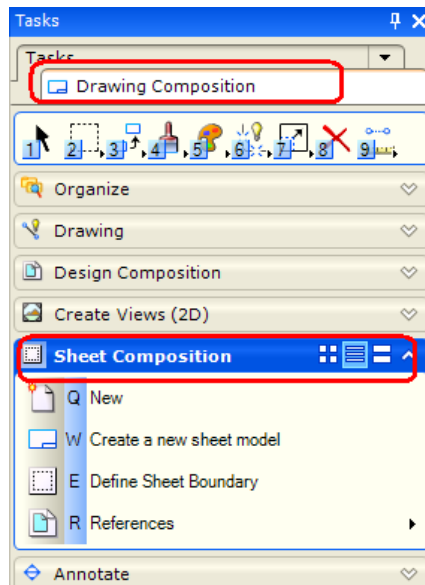 Tasks
Tasks
Drawing Composition
1 2 3 4 5 6 7 8 9
Organize
Drawing
Design Composition
Create Views (2D)
Sheet Composition
Q New
W Create a new sheet model
E Define Sheet Boundary
R References
Annotate